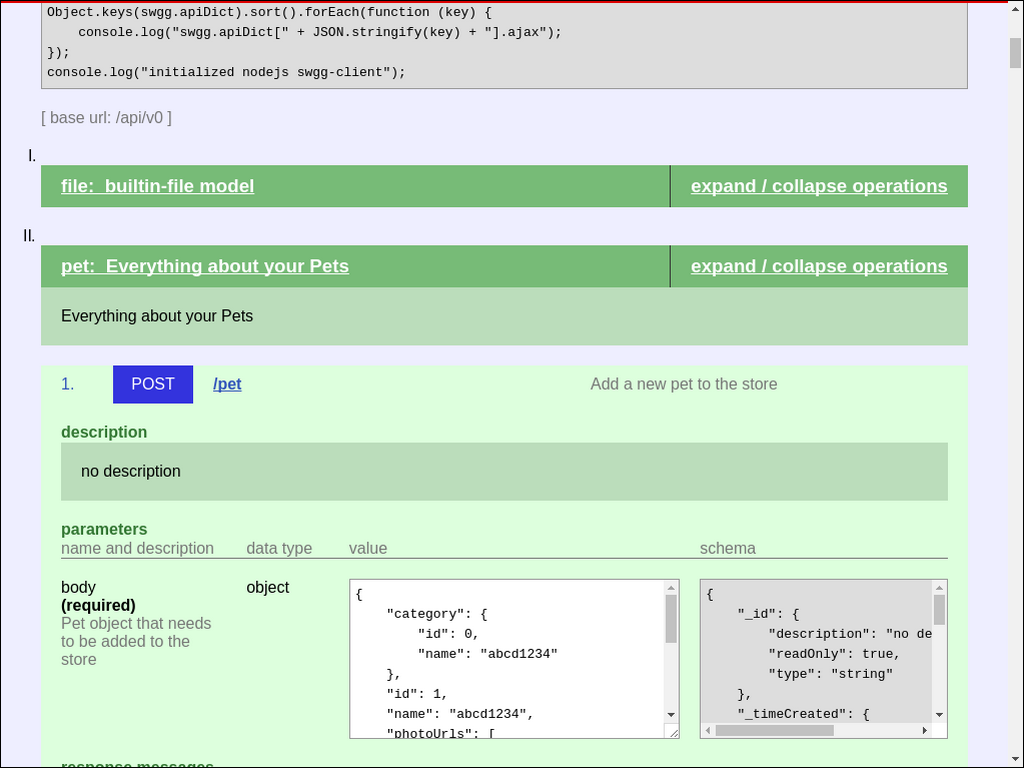 Object.keys(swgg.apiDict).sort().forEach(function (key) {
    console.log("swgg.apiDict[" + JSON.stringify(key) + "].ajax");
});
console.log("initialized nodejs swgg-client");
[ base url: /api/v0 ]
I.
file:  builtin-file model    expand / collapse operations
II.
pet:  Everything about your Pets    expand / collapse operations
Everything about your Pets
1.    POST    /pet    Add a new pet to the store
description
no description
parameters
name and description    data type    value    schema
body
(required)
Pet object that needs
to be added to the
store
object
{
    "category": {
        "id": 0,
        "name": "abcd1234"
    },
    "id": 1,
    "name": "abcd1234",
    "photoUrls": [
{
    "_id": {
        "description": "no de
        "readOnly": true,
        "type": "string"
    },
    "_timeCreated": {
response messages